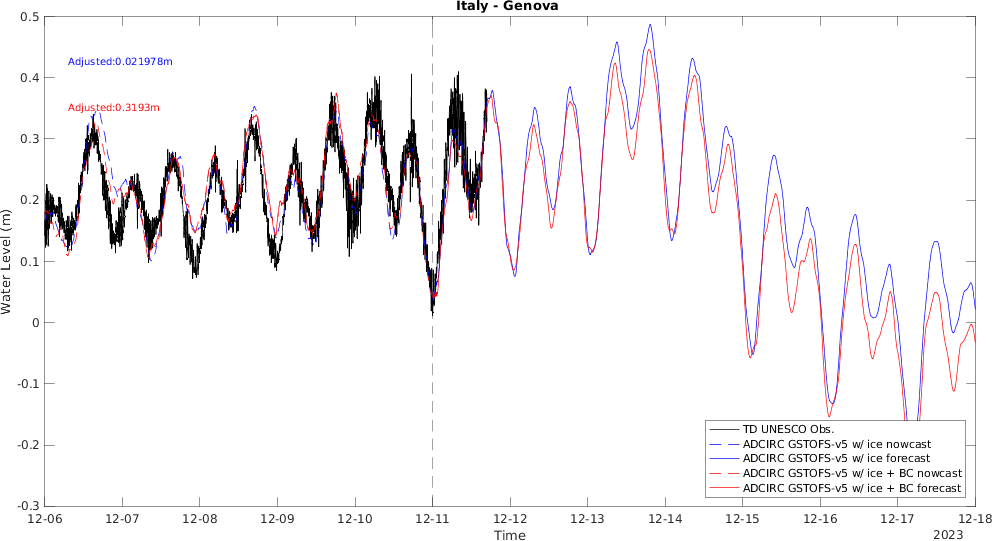 Italy - Genova
0.5
Adjusted:0.021978m
0.4
Adjusted:0.3193m
0.3
0.2
0.1
0
-0.1
-0.2
-0.3
Water Level (m)
TD UNESCO Obs.
ADCIRC GSTOFS-v5 w/ ice nowcast
ADCIRC GSTOFS-v5 w/ ice forecast
ADCIRC GSTOFS-v5 w/ ice + BC nowcast
ADCIRC GSTOFS-v5 w/ ice + BC forecast
12-06 12-07 12-08 12-09 12-10 12-11 12-12 12-13 12-14 12-15 12-16 12-17 12-18
Time
2023